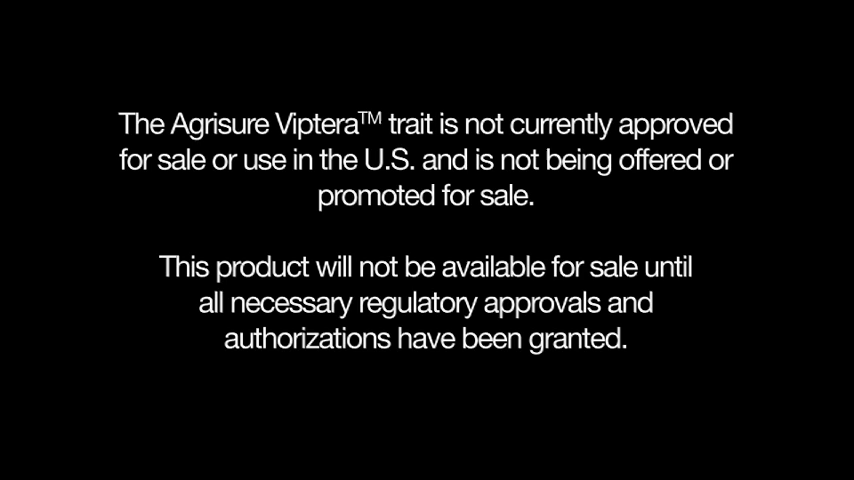 The Agrisure Viptera™ trait is not currently approved
for sale or use in the U.S. and is not being offered or
promoted for sale.
This product will not be available for sale until
all necessary regulatory approvals and
authorizations have been granted.